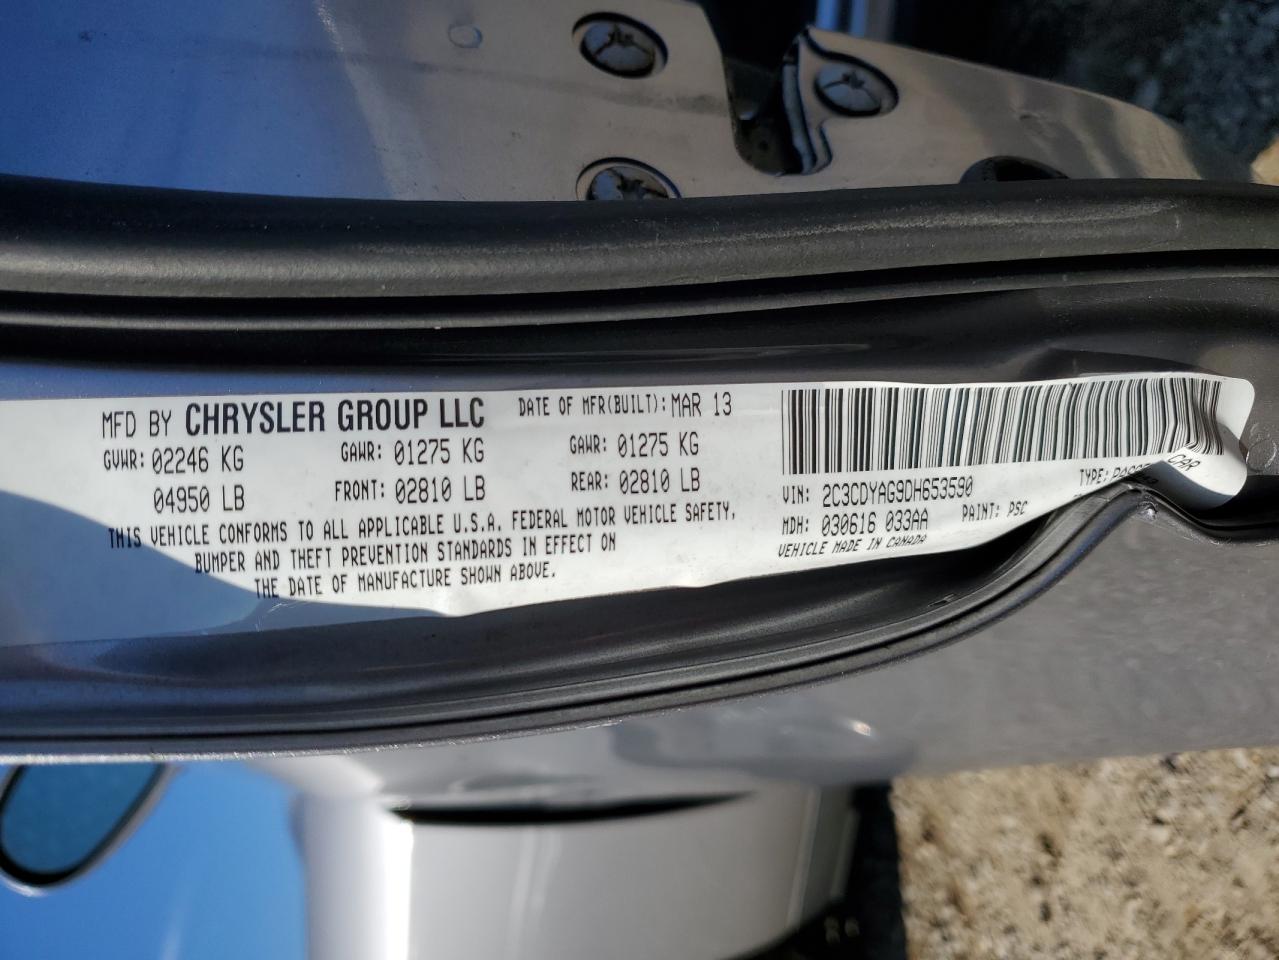 MFD BY CHRYSLER GROUP LLC DATE OF MFR(BUILT): MAR 13
GVWR: 02246 KG GAWR: 01275 KG GAWR: 01275 KG
04950 LB FRONT: 02810 LB REAR: 02810 LB
THIS VEHICLE CONFORMS TO ALL APPLICABLE U.S.A. FEDERAL MOTOR VEHICLE SAFETY,
BUMPER AND THEFT PREVENTION STANDARDS IN EFFECT ON
THE DATE OF MANUFACTURE SHOWN ABOVE.
VIN: 2C3CDYAG9DH653590 TYPE: CAR
MDH: 030616 033AA PAINT: PSC
VEHICLE MADE IN CANADA